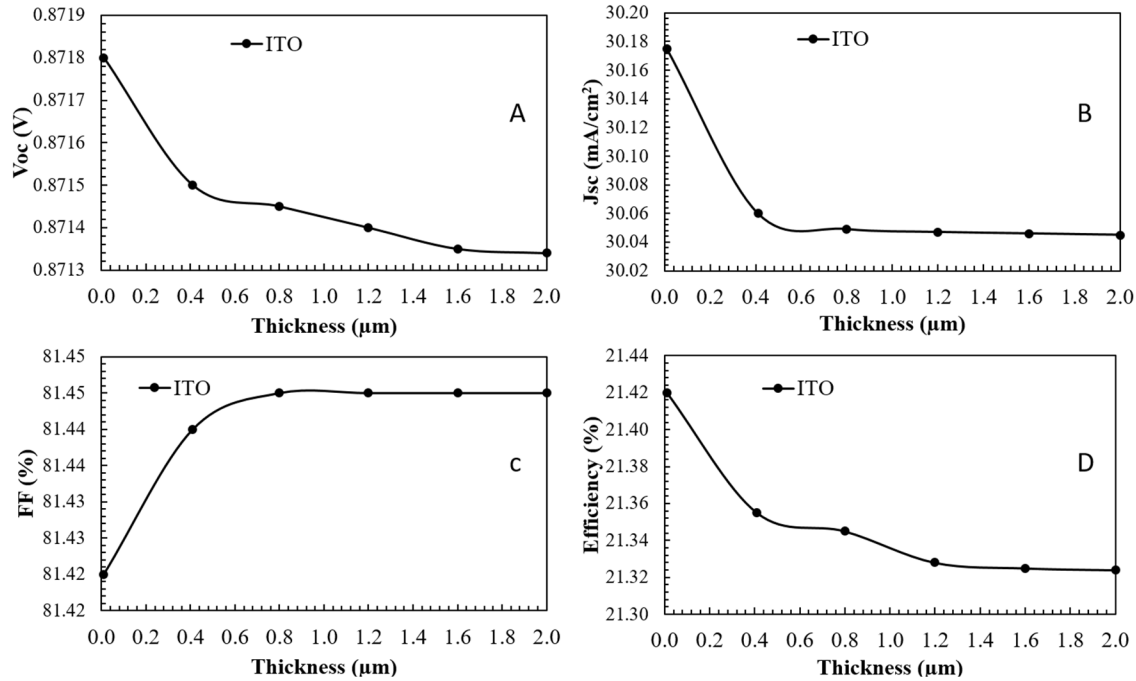 0.8719
0.8718
0.8717
0.8716
0.8715
0.8714
0.8713
Voc (V)
ITO
A
0.0 0.2 0.4 0.6 0.8 1.0 1.2 1.4 1.6 1.8 2.0
Thickness (µm)
30.20
30.18
30.16
30.14
30.12
30.10
30.08
30.06
30.04
30.02
Jsc (mA/cm²)
ITO
B
0.0 0.2 0.4 0.6 0.8 1.0 1.2 1.4 1.6 1.8 2.0
Thickness (µm)
81.45
81.45
81.44
81.44
81.43
81.43
81.42
81.42
FF (%)
ITO
c
0.0 0.2 0.4 0.6 0.8 1.0 1.2 1.4 1.6 1.8 2.0
Thickness (µm)
21.44
21.42
21.40
21.38
21.36
21.34
21.32
21.30
Efficiency (%)
ITO
D
0.0 0.2 0.4 0.6 0.8 1.0 1.2 1.4 1.6 1.8 2.0
Thickness (µm)